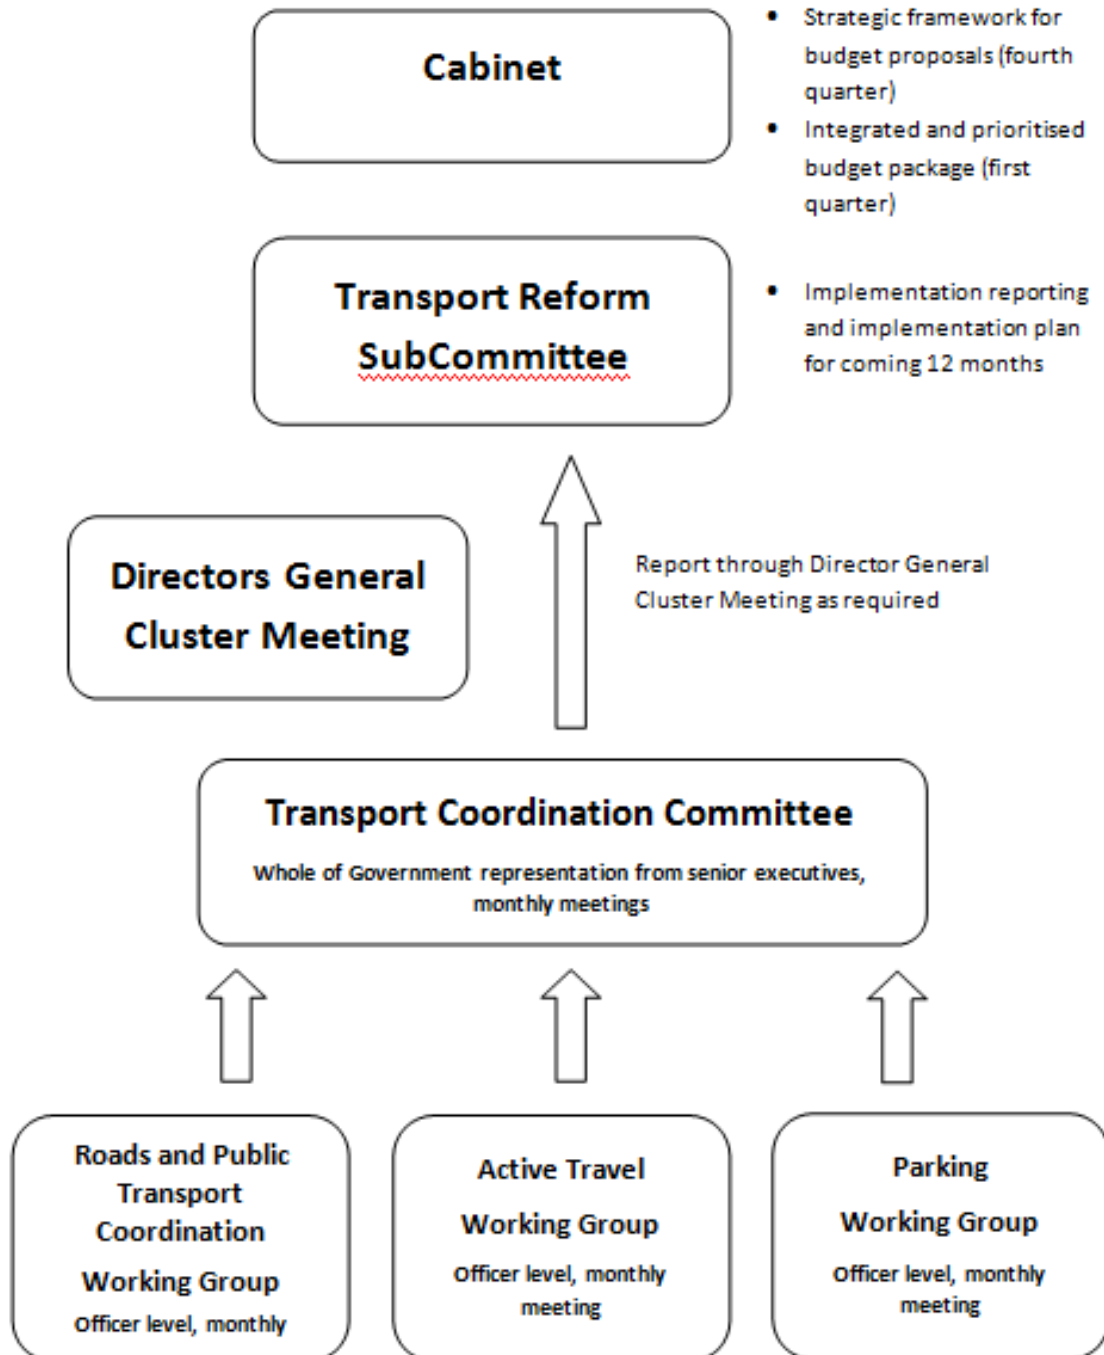 Cabinet
• Strategic framework for
budget proposals (fourth
quarter)
• Integrated and prioritised
budget package (first
quarter)
Transport Reform
SubCommittee
• Implementation reporting
and implementation plan
for coming 12 months
Directors General
Cluster Meeting
Report through Director General
Cluster Meeting as required
Transport Coordination Committee
Whole of Government representation from senior executives,
monthly meetings
Roads and Public
Transport
Coordination
Working Group
Officer level, monthly
Active Travel
Working Group
Officer level, monthly
meeting
Parking
Working Group
Officer level, monthly
meeting